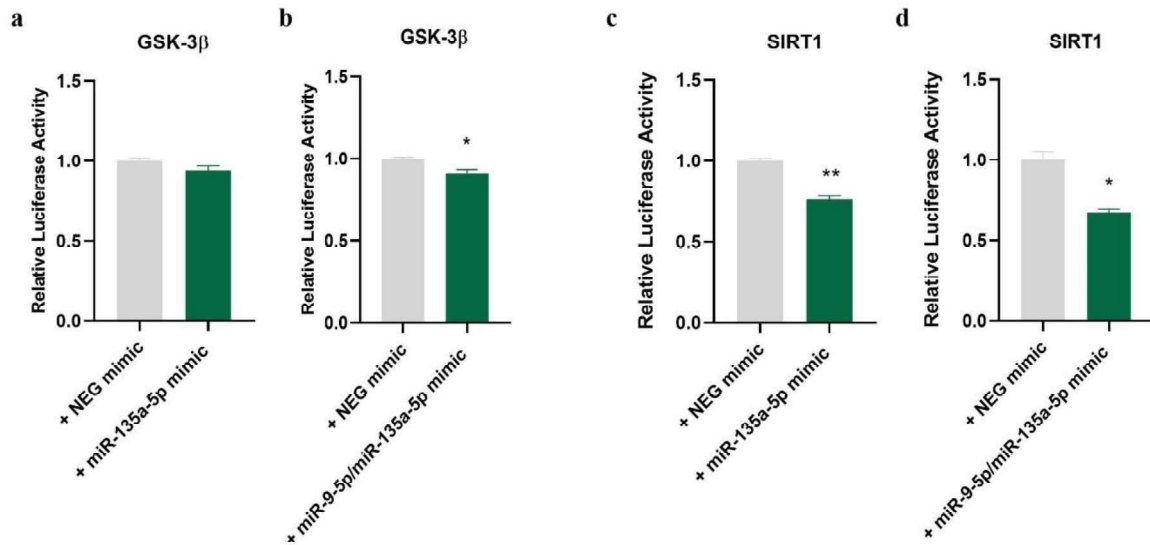 a
GSK-3β
Relative Luciferase Activity
1.5
1.0
0.5
0.0
+ NEG mimic
+ miR-135a-5p mimic
b
GSK-3β
Relative Luciferase Activity
1.5
1.0
0.5
0.0
*
+ NEG mimic
+ miR-9-5p/miR-135a-5p mimic
c
SIRT1
Relative Luciferase Activity
1.5
1.0
0.5
0.0
**
+ NEG mimic
+ miR-135a-5p mimic
d
SIRT1
Relative Luciferase Activity
1.5
1.0
0.5
0.0
*
+ NEG mimic
+ miR-9-5p/miR-135a-5p mimic